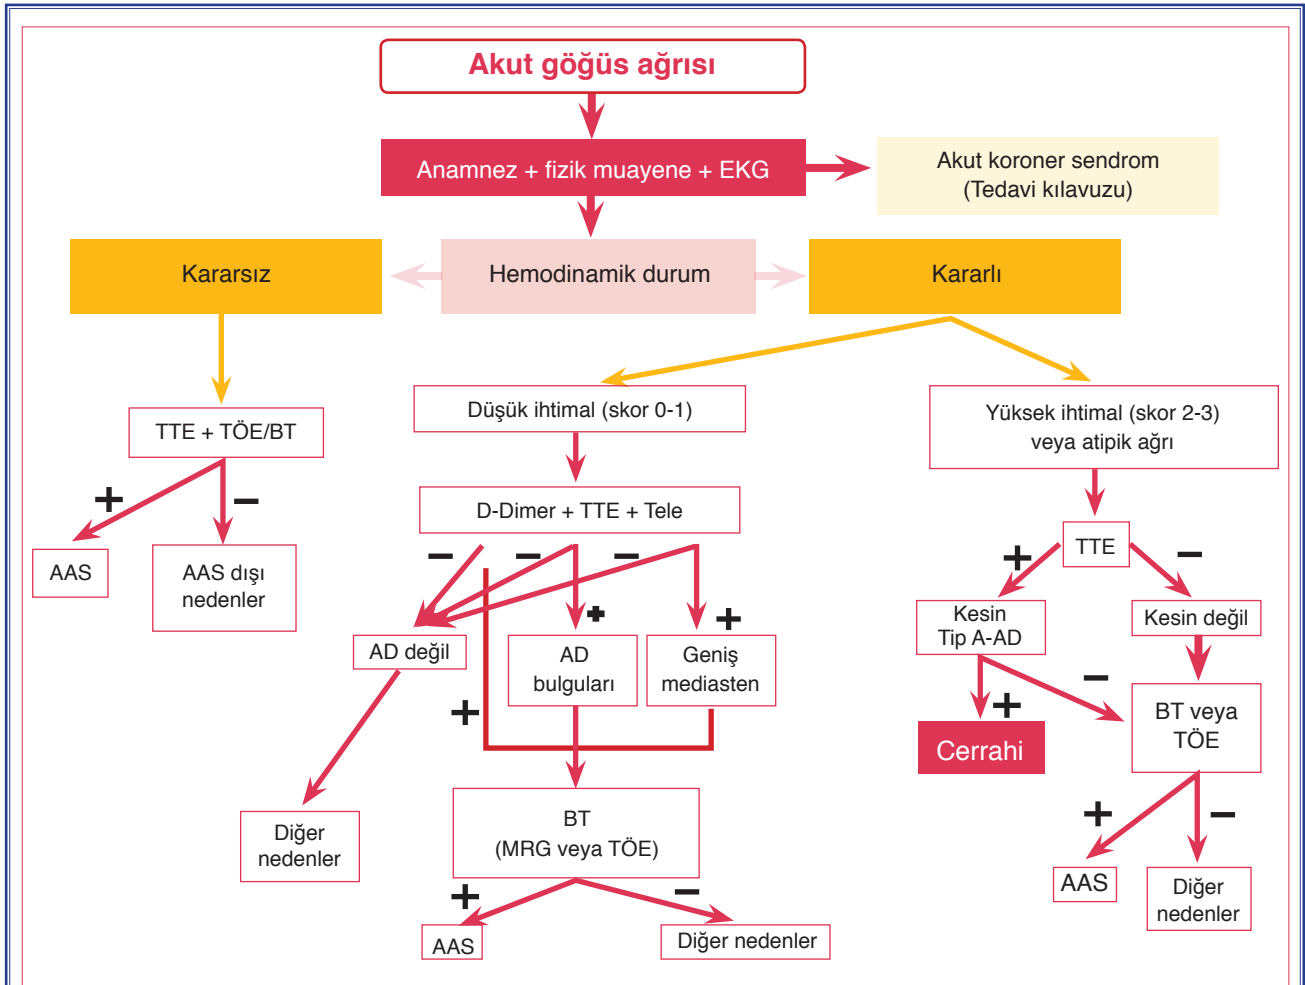 Akut göğüs ağrısı
Anamnez + fizik muayene + EKG
Akut koroner sendrom
(Tedavi kılavuzu)
Kararsız
Hemodinamik durum
Kararlı
Düşük ihtimal (skor 0-1)
Yüksek ihtimal (skor 2-3)
veya atipik ağrı
TTE + TÖE/BT
+
−
D-Dimer + TTE + Tele
AAS
AAS dışı
nedenler
−
−
−
TTE
+
−
+
+
AD değil
AD
bulguları
Geniş
mediasten
Kesin
Tip A-AD
Kesin değil
+
−
+
Cerrahi
BT veya
TÖE
Diğer
nedenler
BT
(MRG veya TÖE)
+
−
+
−
AAS
Diğer nedenler
AAS
Diğer
nedenler